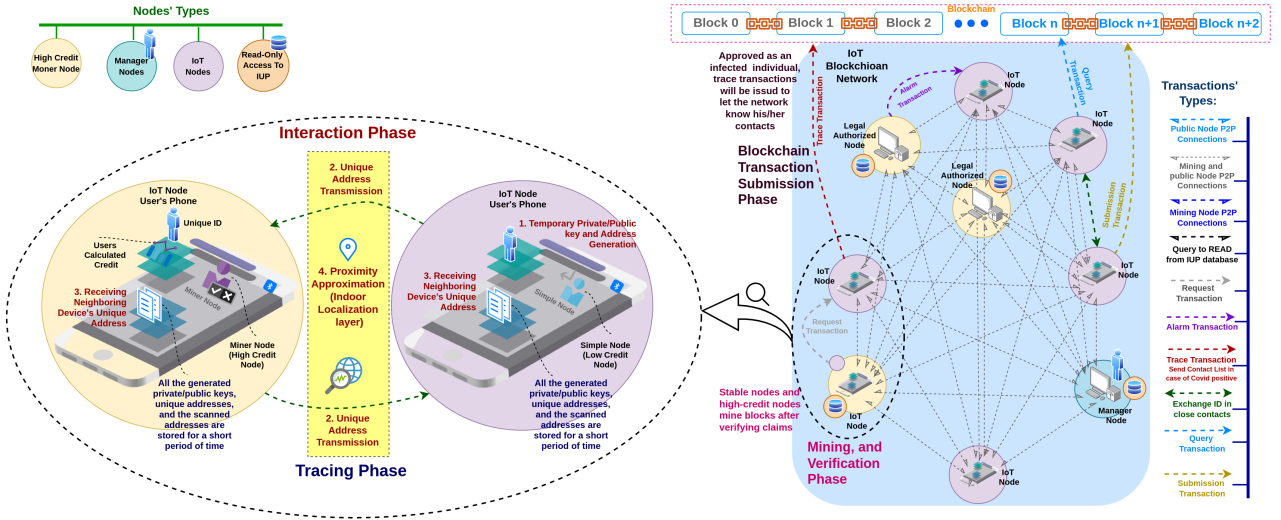 Nodes' Types
High Credit
Moner Node
Manager
Nodes
IoT
Nodes
Read-Only
Access To
IUP
Interaction Phase
IoT Node
User's Phone
Unique ID
Users
Calculated
Credit
3. Receiving
Neighboring
Device's Unique
Address
Miner Node
Miner Node
(High Credit
Node)
All the generated
private/public keys,
unique addresses,
and the scanned
addresses are
stored for a short
period of time
2. Unique
Address
Transmission
4. Proximity
Approximation
(Indoor
Localization
layer)
2. Unique
Address
Transmission
IoT Node
User's Phone
1. Temporary Private/Public
key and Address
Generation
3. Receiving
Neighboring
Device's Unique
Address
Simple Node
Simple Node
(Low Credit
Node)
All the generated
private/public keys,
unique addresses,
and the scanned
addresses are
stored for a short
period of time
Tracing Phase
Blockchain
Block 0
Block 1
Block 2
Block n
Block n+1
Block n+2
Approved as an
infected individual,
trace transactions
will be issud to
let the network
know his/her
contacts
Trace Transaction
IoT
Blockchioan
Network
Alarm
Transaction
IoT
Node
Query
Transaction
Legal
Authorized
Node
IoT
Node
Blockchain
Transaction
Submission
Phase
Legal
Authorized
Node
Submission
Transaction
IoT
Node
IoT
Node
Request
Transaction
IoT
Node
Manager
Node
Stable nodes and
high-credit nodes
mine blocks after
verifying claims
Mining, and
Verification
Phase
IoT
Node
Transactions'
Types:
Public Node P2P
Connections
Mining and
public Node P2P
Connections
Mining Node P2P
Connections
Query to READ
from IUP database
Request
Transaction
Alarm Transaction
Trace Transaction
Send Contact List in
case of Covid positive
Exchange ID in
close contacts
Query
Transaction
Submission
Transaction